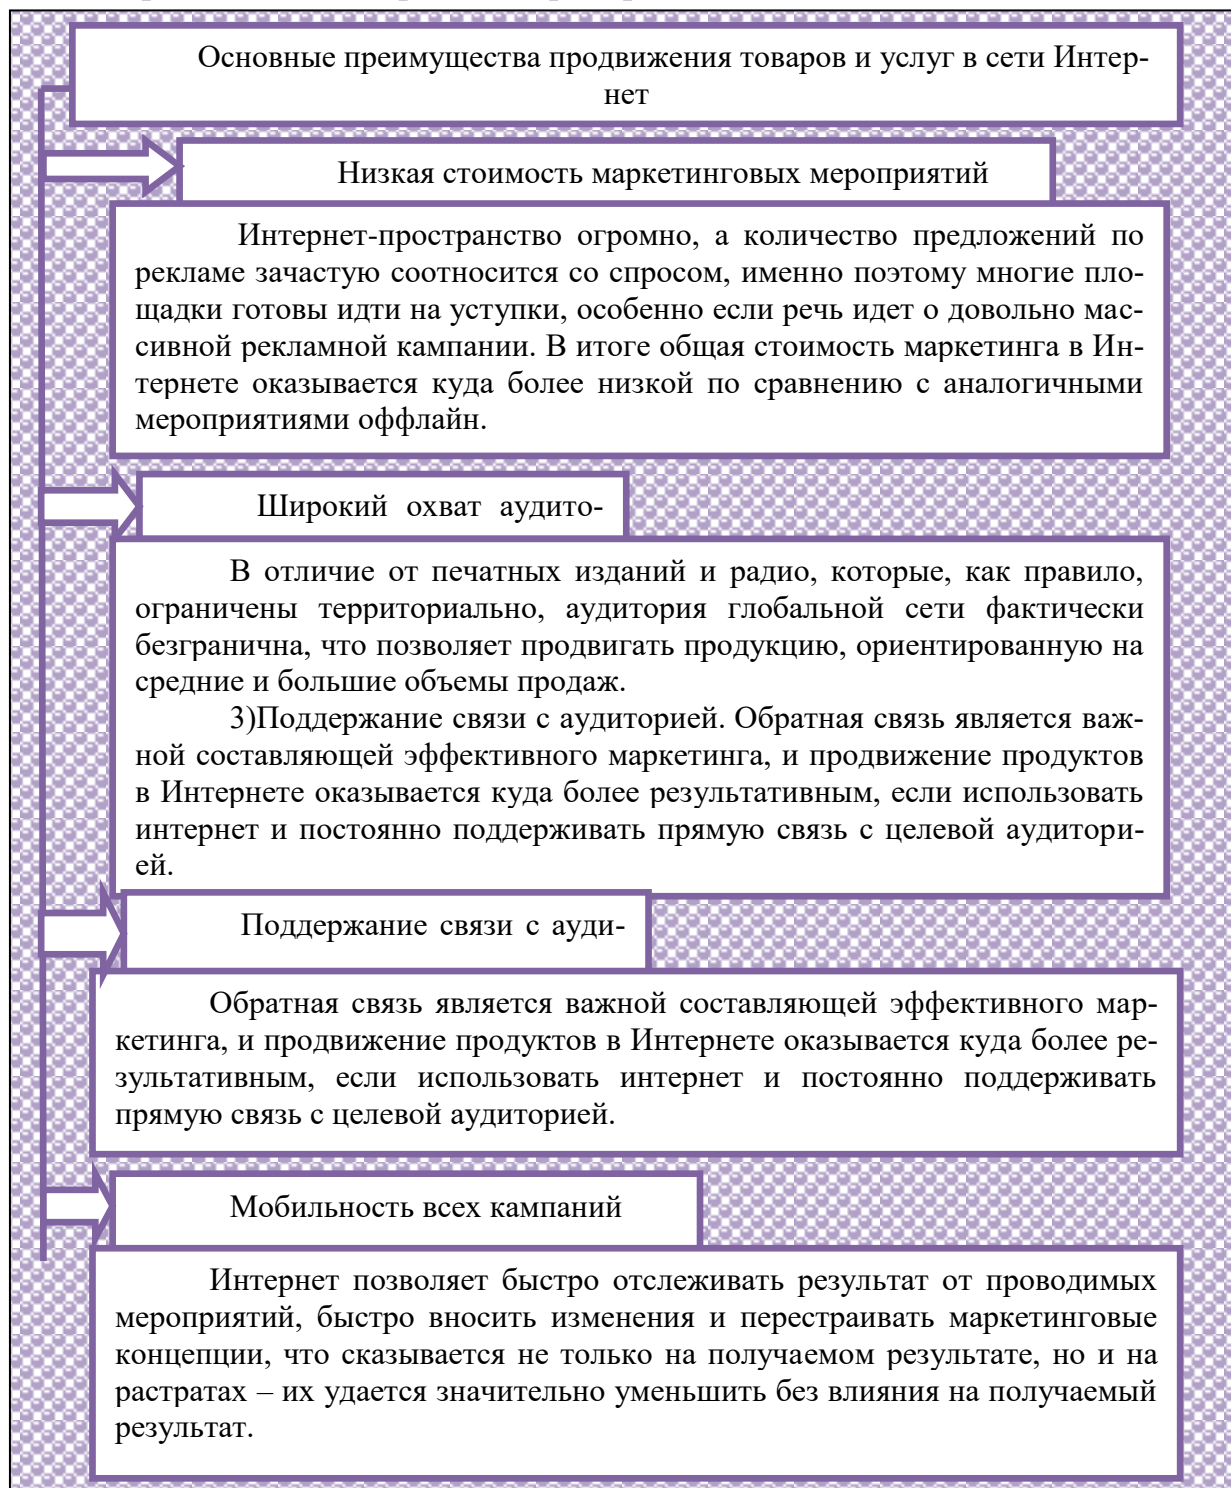 Основные преимущества продвижения товаров и услуг в сети Интер-
нет
Низкая стоимость маркетинговых мероприятий
Интернет-пространство огромно, а количество предложений по
рекламе зачастую соотносится со спросом, именно поэтому многие пло-
щадки готовы идти на уступки, особенно если речь идет о довольно мас-
сивной рекламной кампании. В итоге общая стоимость маркетинга в Ин-
тернете оказывается куда более низкой по сравнению с аналогичными
мероприятиями оффлайн.
Широкий охват аудито-
В отличие от печатных изданий и радио, которые, как правило,
ограничены территориально, аудитория глобальной сети фактически
безгранична, что позволяет продвигать продукцию, ориентированную на
средние и большие объемы продаж.
3)Поддержание связи с аудиторией. Обратная связь является важ-
ной составляющей эффективного маркетинга, и продвижение продуктов
в Интернете оказывается куда более результативным, если использовать
интернет и постоянно поддерживать прямую связь с целевой аудитори-
ей.
Поддержание связи с ауди-
Обратная связь является важной составляющей эффективного мар-
кетинга, и продвижение продуктов в Интернете оказывается куда более ре-
зультативным, если использовать интернет и постоянно поддерживать
прямую связь с целевой аудиторией.
Мобильность всех кампаний
Интернет позволяет быстро отслеживать результат от проводимых
мероприятий, быстро вносить изменения и перестраивать маркетинговые
концепции, что сказывается не только на получаемом результате, но и на
растратах – их удается значительно уменьшить без влияния на получаемый
результат.